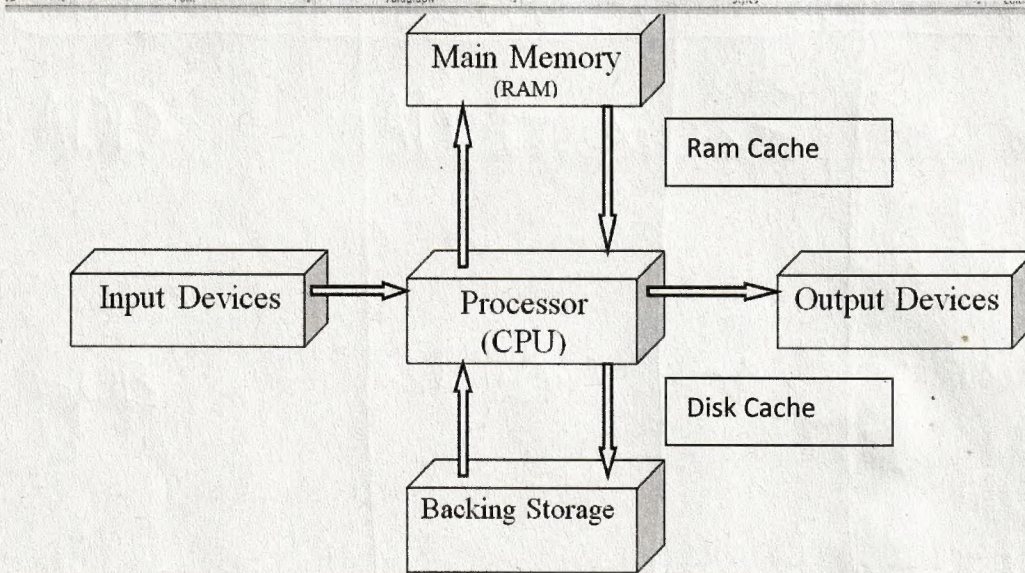 Main Memory
(RAM)
Ram Cache
Input Devices
Processor
(CPU)
Output Devices
Disk Cache
Backing Storage